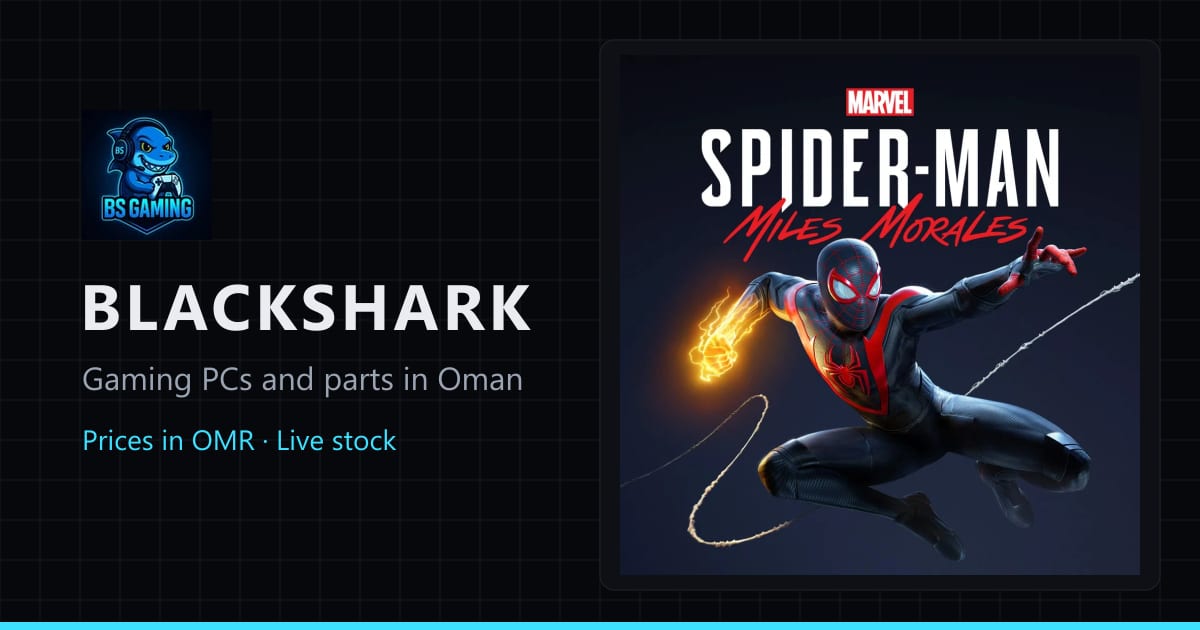 BS
BS GAMING
BLACKSHARK
Gaming PCs and parts in Oman
Prices in OMR · Live stock
MARVEL
SPIDER-MAN
MILES MORALES